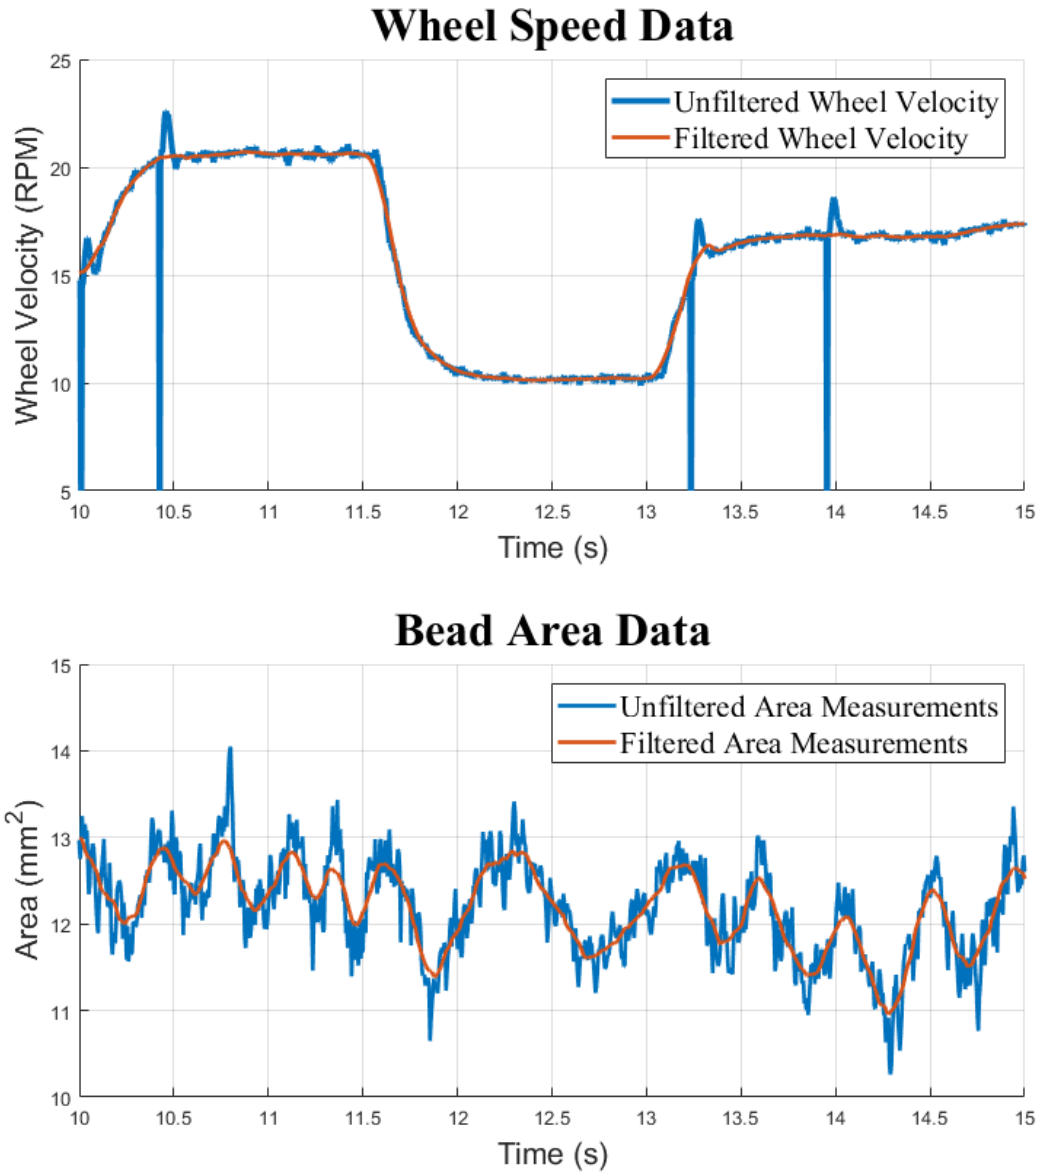 Wheel Speed Data
25
20
15
10
5
Wheel Velocity (RPM)
Unfiltered Wheel Velocity
Filtered Wheel Velocity
10 10.5 11 11.5 12 12.5 13 13.5 14 14.5 15
Time (s)
Bead Area Data
15
14
13
12
11
10
Area (mm²)
Unfiltered Area Measurements
Filtered Area Measurements
10 10.5 11 11.5 12 12.5 13 13.5 14 14.5 15
Time (s)